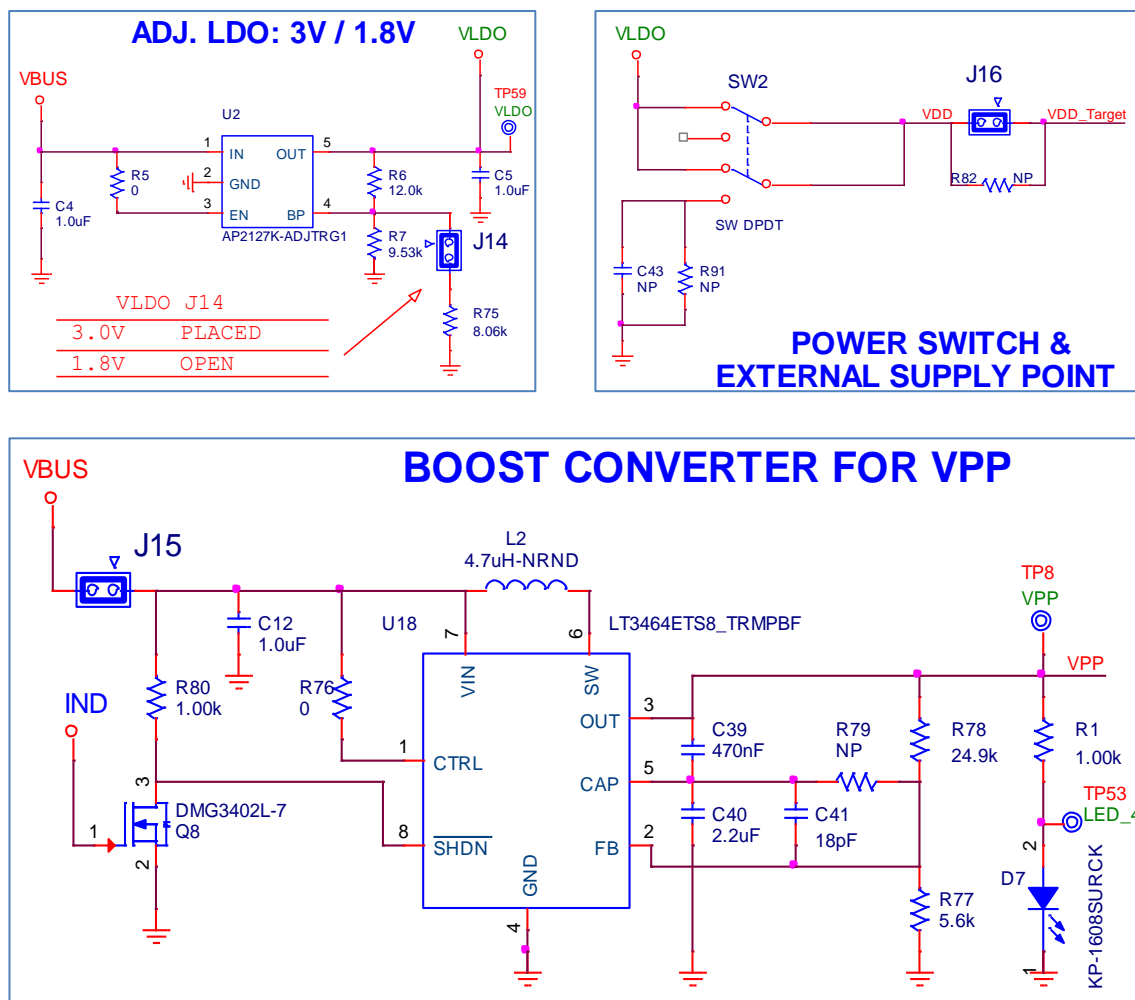 ADJ. LDO: 3V / 1.8V
VLDO
VBUS
U2
TP59
VLDO
1
IN
OUT
5
R5
0
2
GND
R6
12.0k
C5
1.0uF
C4
1.0uF
3
EN
BP
4
AP2127K-ADJTRG1
R7
9.53k
J14
VLDO J14
3.0V PLACED
1.8V OPEN
R75
8.06k
VLDO
SW2
J16
VDD
VDD_Target
R82
NP
SW DPDT
C43
NP
R91
NP
POWER SWITCH &
EXTERNAL SUPPLY POINT
BOOST CONVERTER FOR VPP
VBUS
J15
L2
4.7uH-NRND
TP8
VPP
C12
1.0uF
U18
7
6
LT3464ETS8_TRMPBF
VPP
IND
R80
1.00k
R76
0
VIN
SW
OUT
3
C39
470nF
R79
NP
R78
24.9k
R1
1.00k
1
CTRL
CAP
5
3
DMG3402L-7
Q8
1
2
8
SHDN
C40
2.2uF
C41
18pF
FB
2
TP53
LED_4
2
GND
4
R77
5.6k
D7
1
KP-1608SURCK